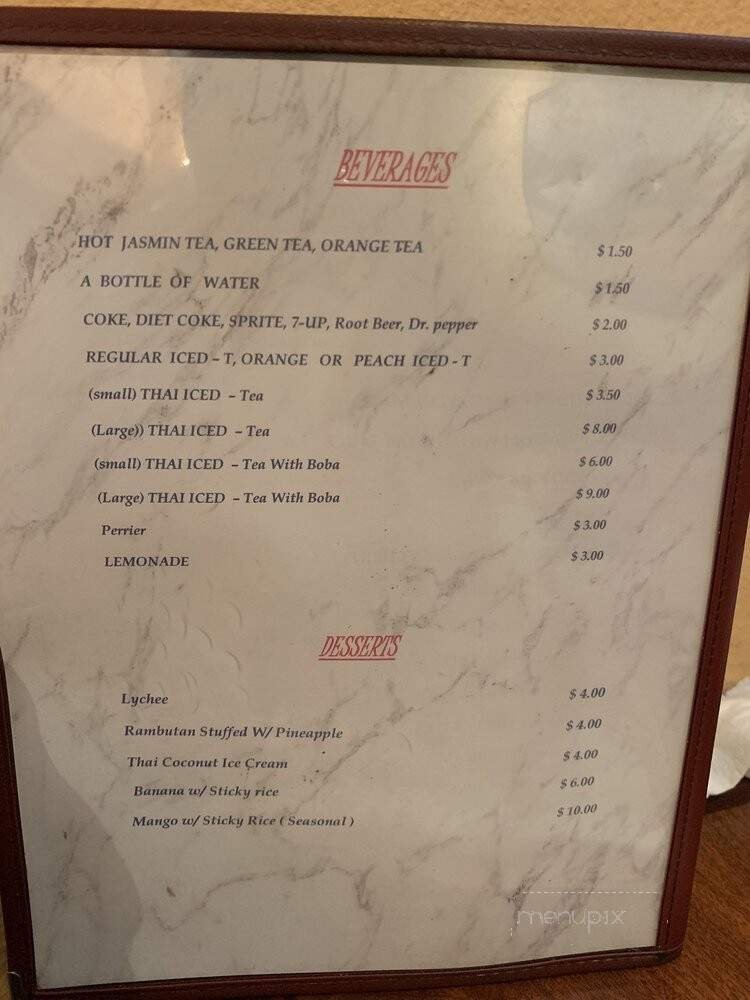 BEVERAGES
HOT JASMIN TEA, GREEN TEA, ORANGE TEA $1.50
A BOTTLE OF WATER $1.50
COKE, DIET COKE, SPRITE, 7-UP, Root Beer, Dr. pepper $2.00
REGULAR ICED – T, ORANGE OR PEACH ICED - T $3.00
(small) THAI ICED – Tea $3.50
(Large)) THAI ICED – Tea $8.00
(small) THAI ICED – Tea With Boba $6.00
(Large) THAI ICED – Tea With Boba $9.00
Perrier $3.00
LEMONADE $3.00
DESSERTS
Lychee $4.00
Rambutan Stuffed W/ Pineapple $4.00
Thai Coconut Ice Cream $4.00
Banana w/ Sticky rice $6.00
Mango w/ Sticky Rice ( Seasonal ) $10.00
menupix